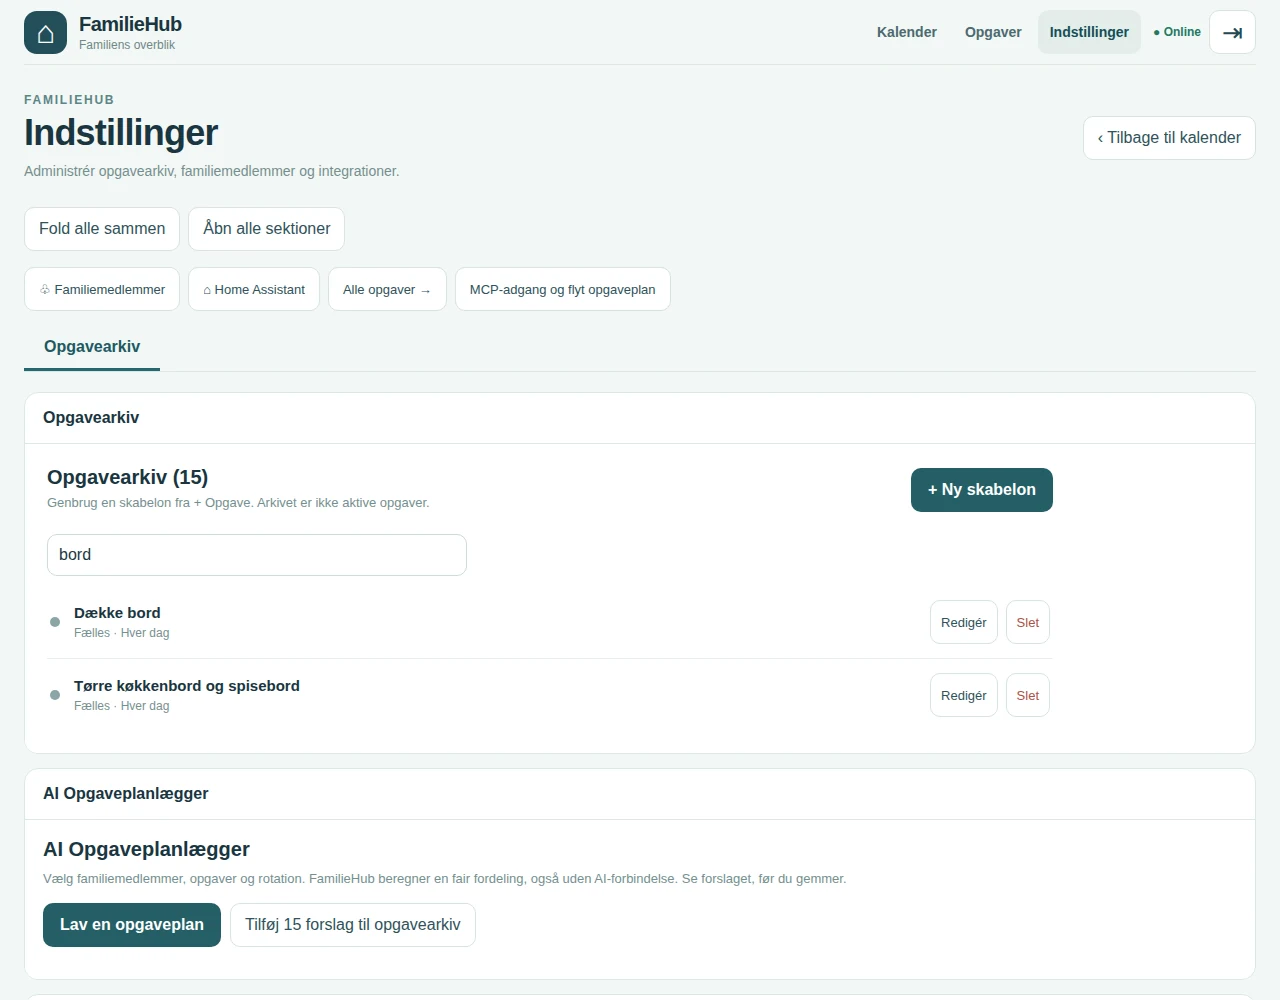 FamilieHub
Familiens overblik
Kalender
Opgaver
Indstillinger
● Online
FAMILIEHUB
Indstillinger
Administrér opgavearkiv, familiemedlemmer og integrationer.
‹ Tilbage til kalender
Fold alle sammen
Åbn alle sektioner
♧ Familiemedlemmer
⌂ Home Assistant
Alle opgaver →
MCP-adgang og flyt opgaveplan
Opgavearkiv
Opgavearkiv
Opgavearkiv (15)
Genbrug en skabelon fra + Opgave. Arkivet er ikke aktive opgaver.
+ Ny skabelon
bord
Dække bord
Fælles · Hver dag
Redigér
Slet
Tørre køkkenbord og spisebord
Fælles · Hver dag
Redigér
Slet
AI Opgaveplanlægger
AI Opgaveplanlægger
Vælg familiemedlemmer, opgaver og rotation. FamilieHub beregner en fair fordeling, også uden AI-forbindelse. Se forslaget, før du gemmer.
Lav en opgaveplan
Tilføj 15 forslag til opgavearkiv